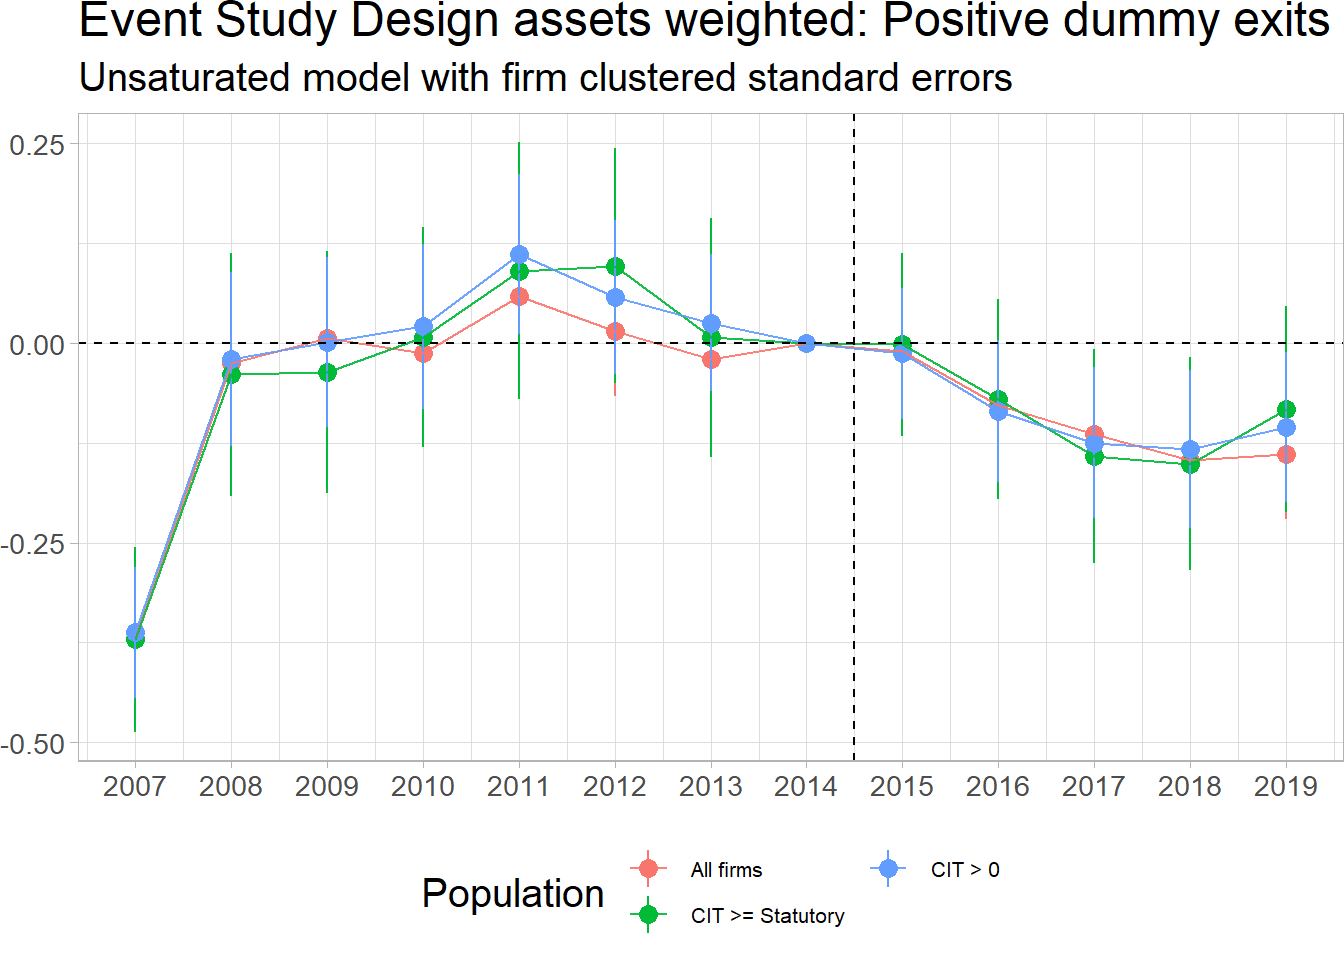 Event Study Design assets weighted: Positive dummy exits
Unsaturated model with firm clustered standard errors
0.25
0.00
-0.25
-0.50
2007 2008 2009 2010 2011 2012 2013 2014 2015 2016 2017 2018 2019
Population
All firms
CIT > 0
CIT >= Statutory